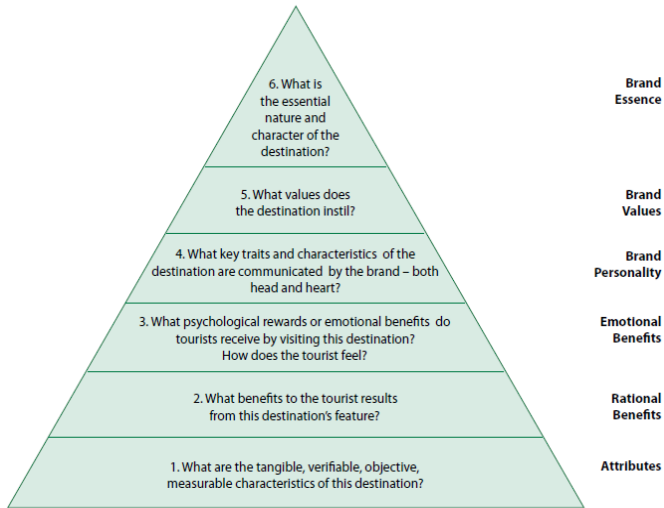 6. What is
the essential
nature and
character of the
destination?
Brand
Essence
5. What values does
the destination instil?
Brand
Values
4. What key traits and characteristics of the
destination are communicated by the brand – both
head and heart?
Brand
Personality
3. What psychological rewards or emotional benefits do
tourists receive by visiting this destination?
How does the tourist feel?
Emotional
Benefits
2. What benefits to the tourist results
from this destination's feature?
Rational
Benefits
1. What are the tangible, verifiable, objective,
measurable characteristics of this destination?
Attributes